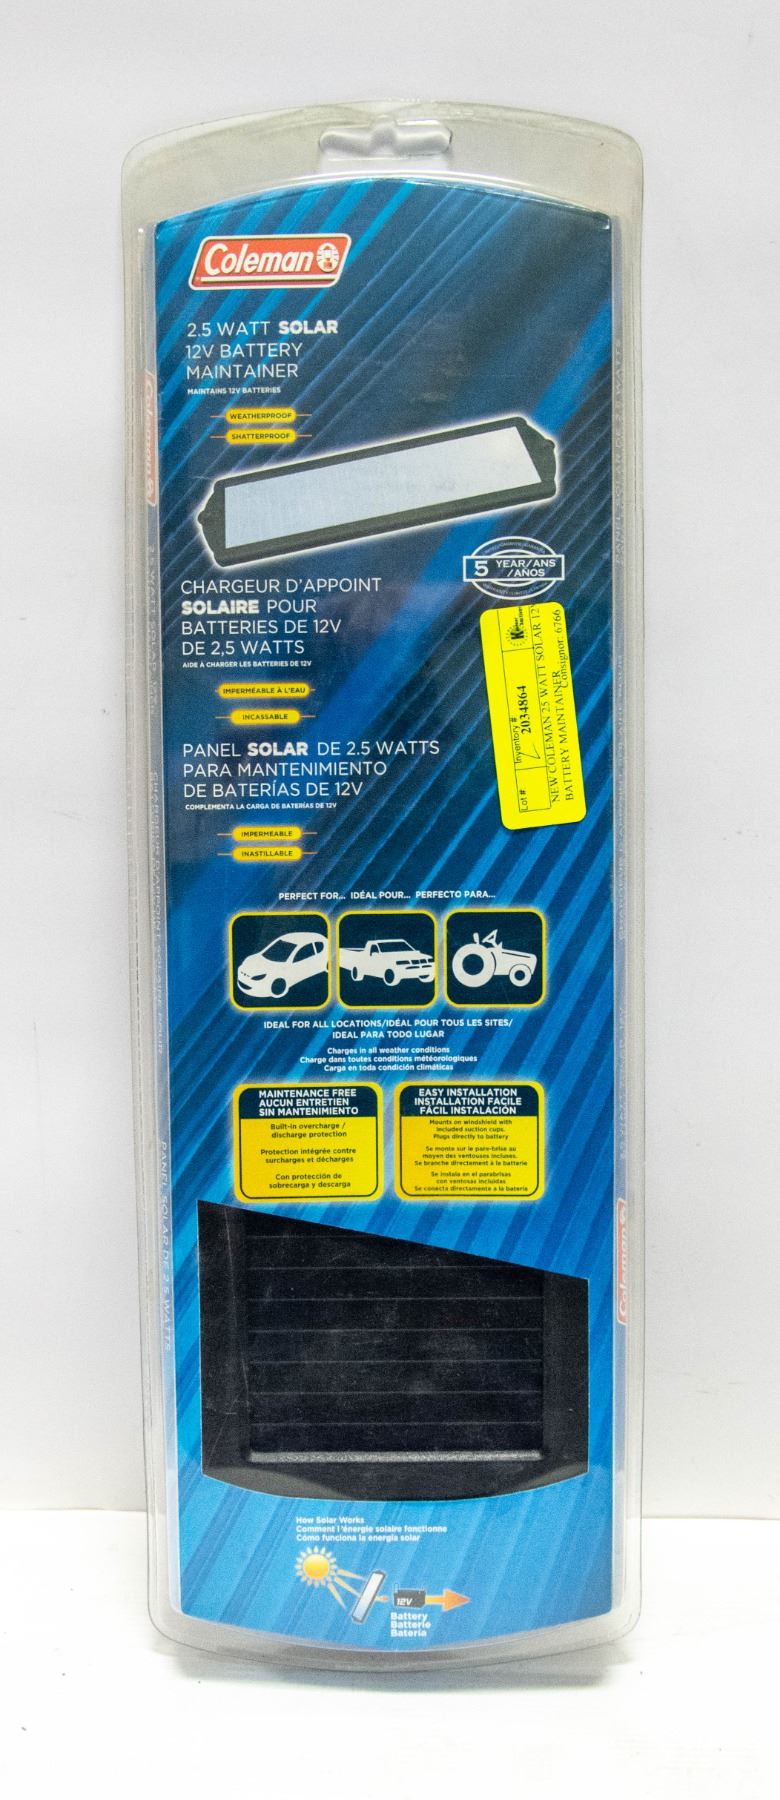 Coleman
2.5 WATT SOLAR
12V BATTERY
MAINTAINER
MAINTAINS 12V BATTERIES
WEATHERPROOF
SHATTERPROOF
5 YEAR/ANS
/AÑOS
CHARGEUR D'APPOINT
SOLAIRE POUR
BATTERIES DE 12V
DE 2,5 WATTS
AIDE À CHARGER LES BATTERIES DE 12V
IMPERMÉABLE À L'EAU
INCASSABLE
Lot #. Inventory #
2034864
NEW COLEMAN 25 WATT SOLAR 12
BATTERY MAINTAINER
Consignor: 6766
PANEL SOLAR DE 2.5 WATTS
PARA MANTENIMIENTO
DE BATERÍAS DE 12V
COMPLEMENTA LA CARGA DE BATERÍAS DE 12V
IMPERMEABLE
INASTILLABLE
PERFECT FOR... IDÉAL POUR... PERFECTO PARA...
IDEAL FOR ALL LOCATIONS/IDÉAL POUR TOUS LES SITES/
IDEAL PARA TODO LUGAR
Charges in all weather conditions
Charge dans toutes conditions météorologiques
Carga en toda condición climáticas
MAINTENANCE FREE
AUCUN ENTRETIEN
SIN MANTENIMIENTO
Built-in overcharge /
discharge protection
Protection intégrée contre
surcharges et décharges
Con protección de
sobrecarga y descarga
EASY INSTALLATION
INSTALLATION FACILE
FÁCIL INSTALACIÓN
Mounts on windshield with
included suction cups.
Plugs directly to battery
Se monte sur le pare-brise au
moyen des ventouses incluses.
Se branche directement à la batterie
Se instala en el parabrisas
con ventosas incluidas
Se conecta directamente a la batería
Coleman
Coleman
PANEL SOLAR DE 2.5 WATTS
How Solar Works
Comment l'énergie solaire fonctionne
Cómo funciona la energía solar
12V
Battery
Batterie
Batería